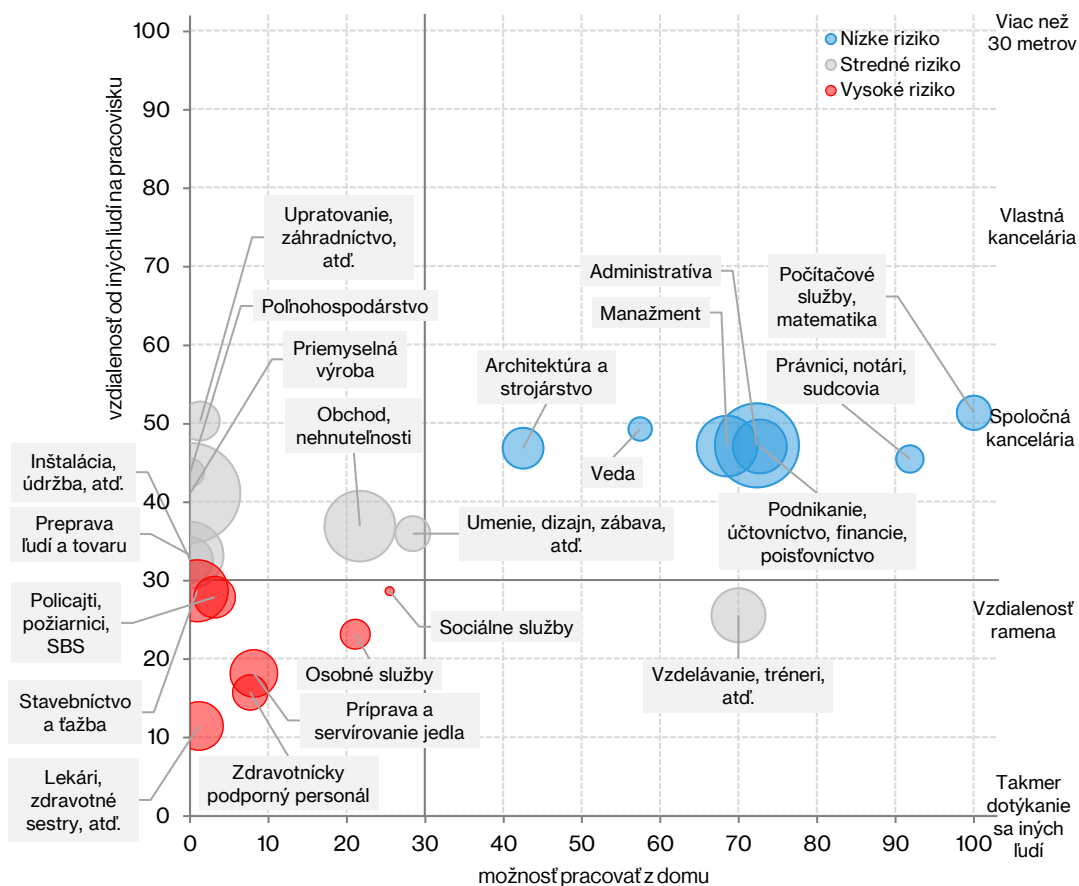 vzdialenosť od iných ľudí na pracovisku
100
90
80
70
60
50
40
30
20
10
0
Viac než
30 metrov
Nízke riziko
Stredné riziko
Vysoké riziko
Vlastná
kancelária
Spoločná
kancelária
Vzdialenosť
ramena
Takmer
dotýkanie
sa iných
ľudí
Upratovanie,
záhradníctvo,
atď.
Poľnohospodárstvo
Priemyselná
výroba
Obchod,
nehnuteľnosti
Inštalácia,
údržba, atď.
Preprava
ľudí a tovaru
Policajti,
požiarnici,
SBS
Stavebníctvo
a ťažba
Lekári,
zdravotné
sestry, atď.
Administratíva
Manažment
Architektúra a
strojárstvo
Počítačové
služby,
matematika
Právnici, notári,
sudcovia
Veda
Umenie, dizajn, zábava,
atď.
Podnikanie,
účtovníctvo, financie,
poisťovníctvo
Sociálne služby
Osobné služby
Vzdelávanie, tréneri,
atď.
Príprava a
servírovanie jedla
Zdravotnícky
podporný personál
0 10 20 30 40 50 60 70 80 90 100
možnosť pracovať z domu